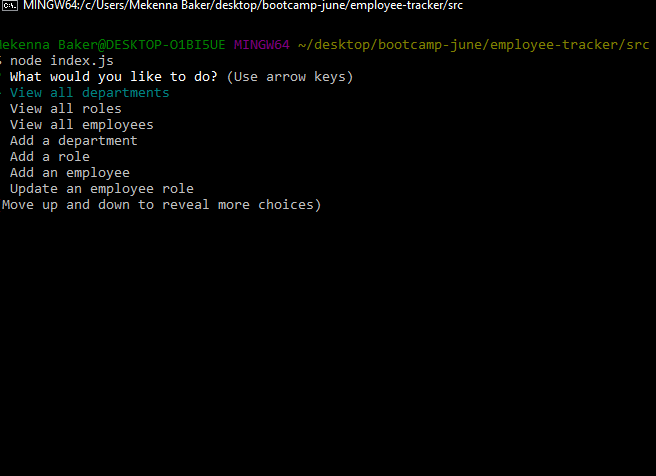 MINGW64:/c/Users/Mekenna Baker/desktop/bootcamp-june/employee-tracker/src
Mekenna Baker@DESKTOP-O1BI5UE MINGW64 ~/desktop/bootcamp-june/employee-tracker/src
$ node index.js
? What would you like to do? (Use arrow keys)
> View all departments
View all roles
View all employees
Add a department
Add a role
Add an employee
Update an employee role
(Move up and down to reveal more choices)